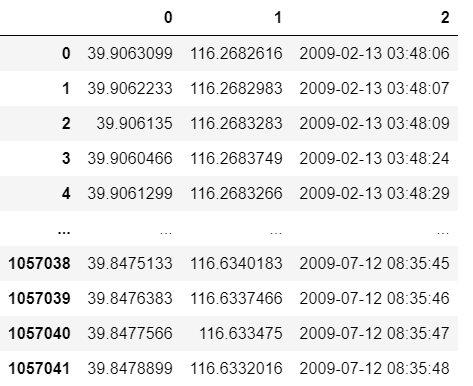 0 1 2
0 39.9063099 116.2682616 2009-02-13 03:48:06
1 39.9062233 116.2682983 2009-02-13 03:48:07
2 39.906135 116.2683283 2009-02-13 03:48:09
3 39.9060466 116.2683749 2009-02-13 03:48:24
4 39.9061299 116.2683266 2009-02-13 03:48:29
... ... ... ...
1057038 39.8475133 116.6340183 2009-07-12 08:35:45
1057039 39.8476383 116.6337466 2009-07-12 08:35:46
1057040 39.8477566 116.633475 2009-07-12 08:35:47
1057041 39.8478899 116.6332016 2009-07-12 08:35:48